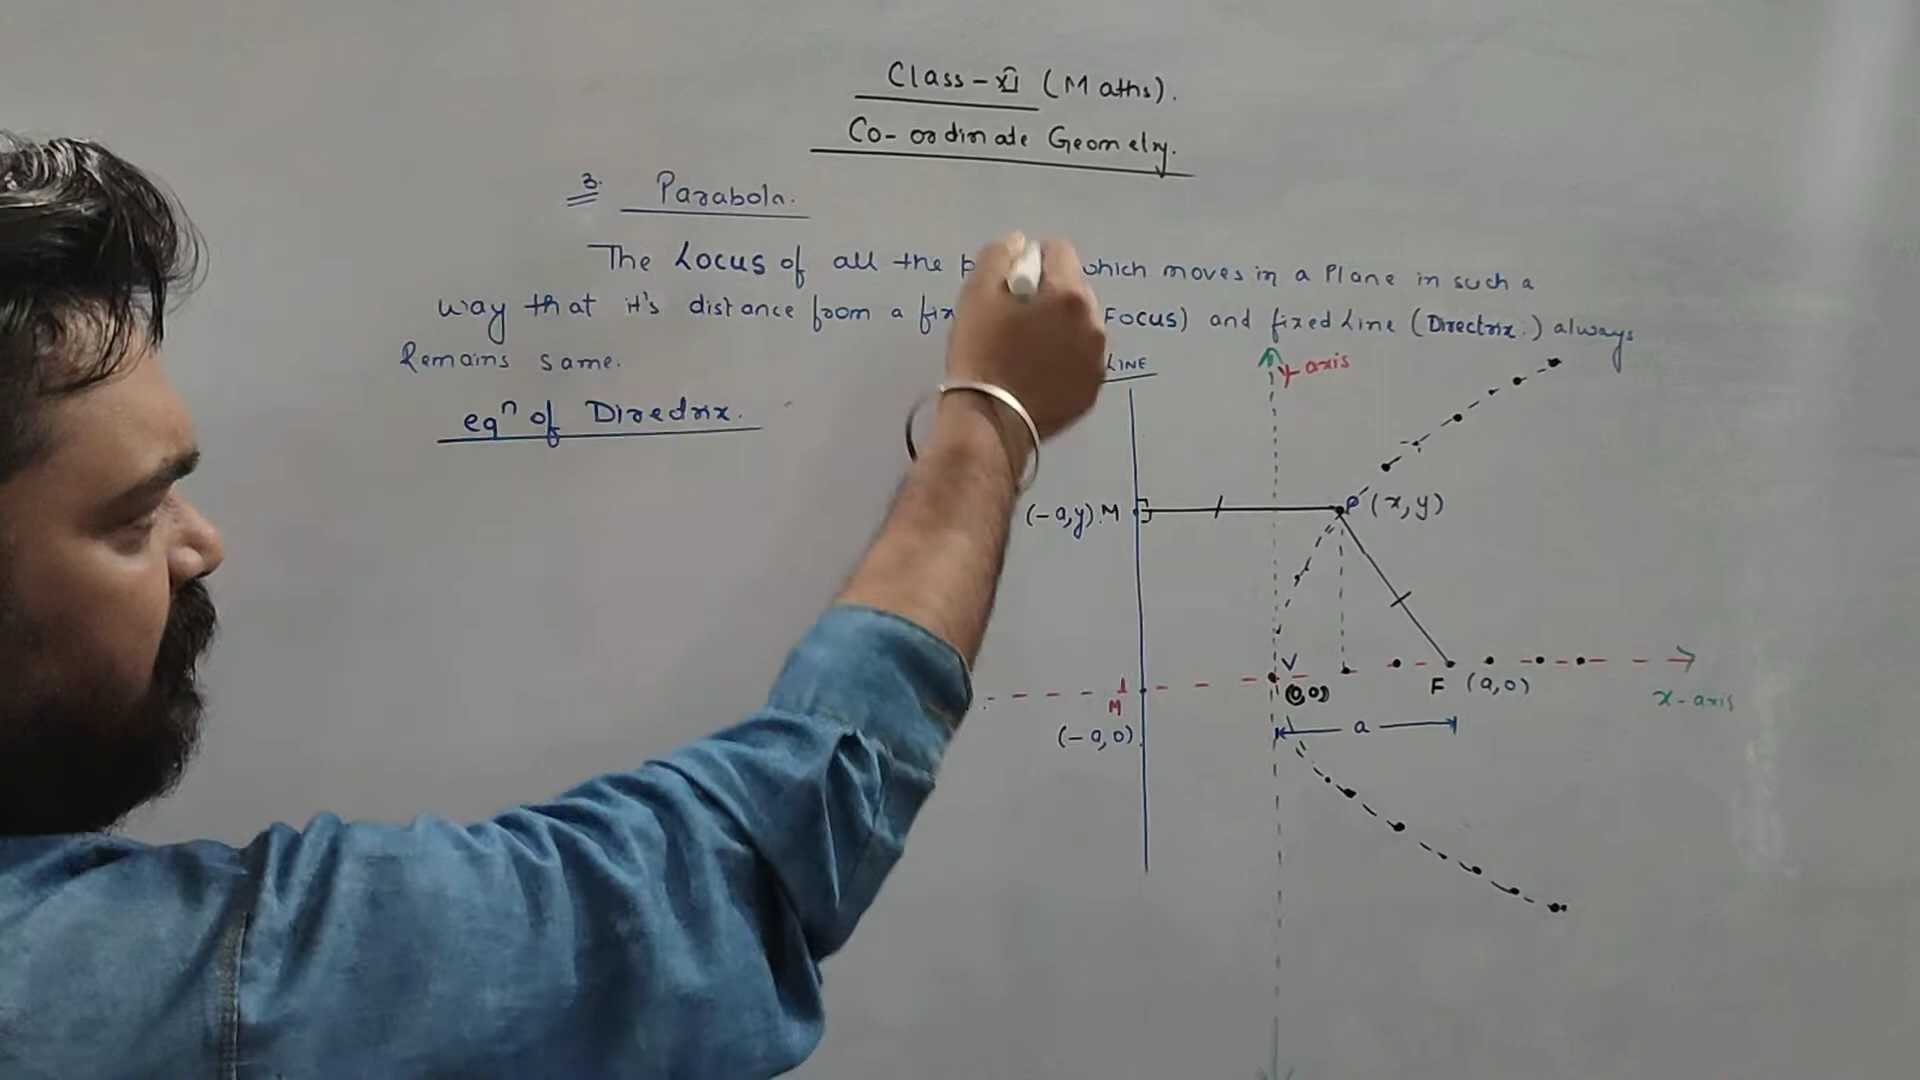 Class-XI (Maths).
Co-ordinate Geometry.
3. Parabola.
The Locus of all the which moves in a Plane in such a
way that it's distance from a Focus) and fixed Line (Directrix.) always
Remains same.
LINE
y-axis
eqⁿ of Directrix.
(-a,y) M
P (x,y)
V
(0,0)
F (a,0)
x-axis
M
(-a,0)
a